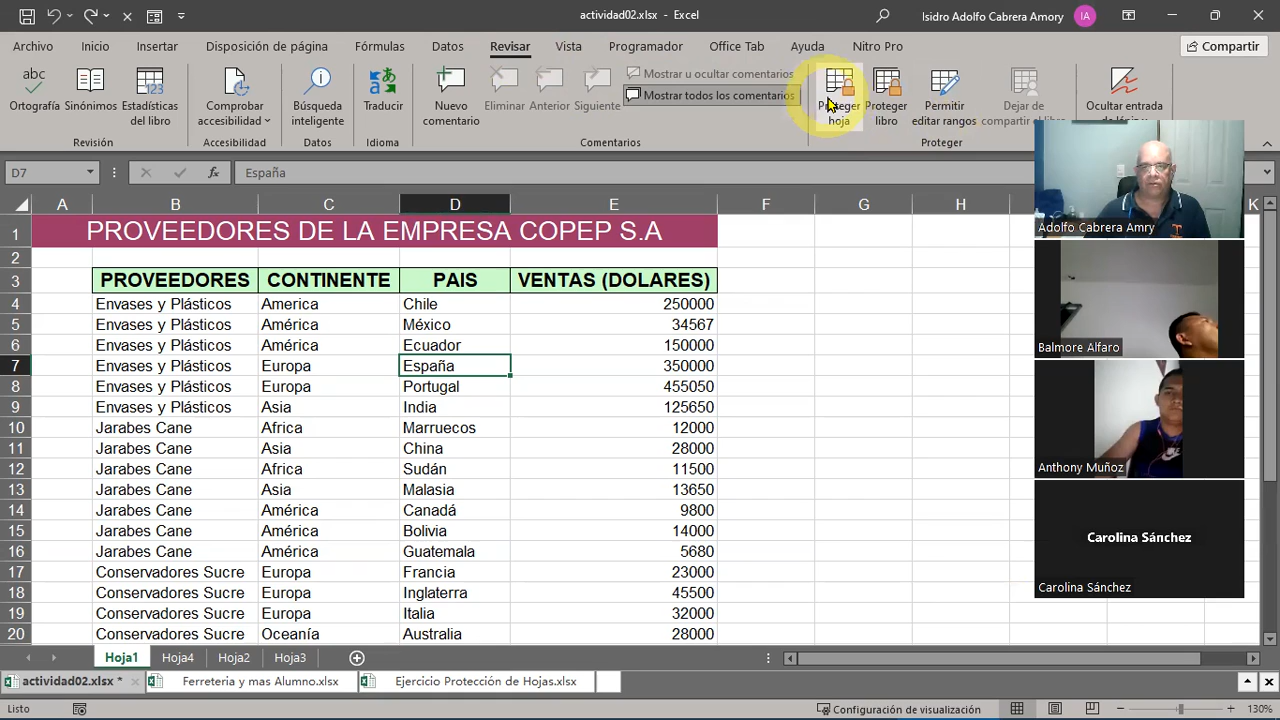 actividad02.xlsx - Excel
Isidro Adolfo Cabrera Amory
IA
Archivo Inicio Insertar Disposición de página Fórmulas Datos Revisar Vista Programador Office Tab Ayuda Nitro Pro
Compartir
Ortografía Sinónimos Estadísticas del libro
Comprobar accesibilidad
Búsqueda inteligente
Traducir
Nuevo comentario
Eliminar Anterior Siguiente
Mostrar u ocultar comentarios
Mostrar todos los comentarios
Proteger hoja
Proteger libro
Permitir editar rangos
Dejar de compartir el libro
Ocultar entrada
Revisión Accesibilidad Datos Idioma Comentarios Proteger
D7 fx España
A B C D E F G H K
1 PROVEEDORES DE LA EMPRESA COPEP S.A
2
3 PROVEEDORES CONTINENTE PAIS VENTAS (DOLARES)
4 Envases y Plásticos America Chile 250000
5 Envases y Plásticos América México 34567
6 Envases y Plásticos América Ecuador 150000
7 Envases y Plásticos Europa España 350000
8 Envases y Plásticos Europa Portugal 455050
9 Envases y Plásticos Asia India 125650
10 Jarabes Cane Africa Marruecos 12000
11 Jarabes Cane Asia China 28000
12 Jarabes Cane Africa Sudán 11500
13 Jarabes Cane Asia Malasia 13650
14 Jarabes Cane América Canadá 9800
15 Jarabes Cane América Bolivia 14000
16 Jarabes Cane América Guatemala 5680
17 Conservadores Sucre Europa Francia 23000
18 Conservadores Sucre Europa Inglaterra 45500
19 Conservadores Sucre Europa Italia 32000
20 Conservadores Sucre Oceanía Australia 28000
Adolfo Cabrera Amry
Balmore Alfaro
Anthony Muñoz
Carolina Sánchez
Carolina Sánchez
Hoja1 Hoja4 Hoja2 Hoja3
actividad02.xlsx * Ferreteria y mas Alumno.xlsx Ejercicio Protección de Hojas.xlsx
Listo Configuración de visualización 130%